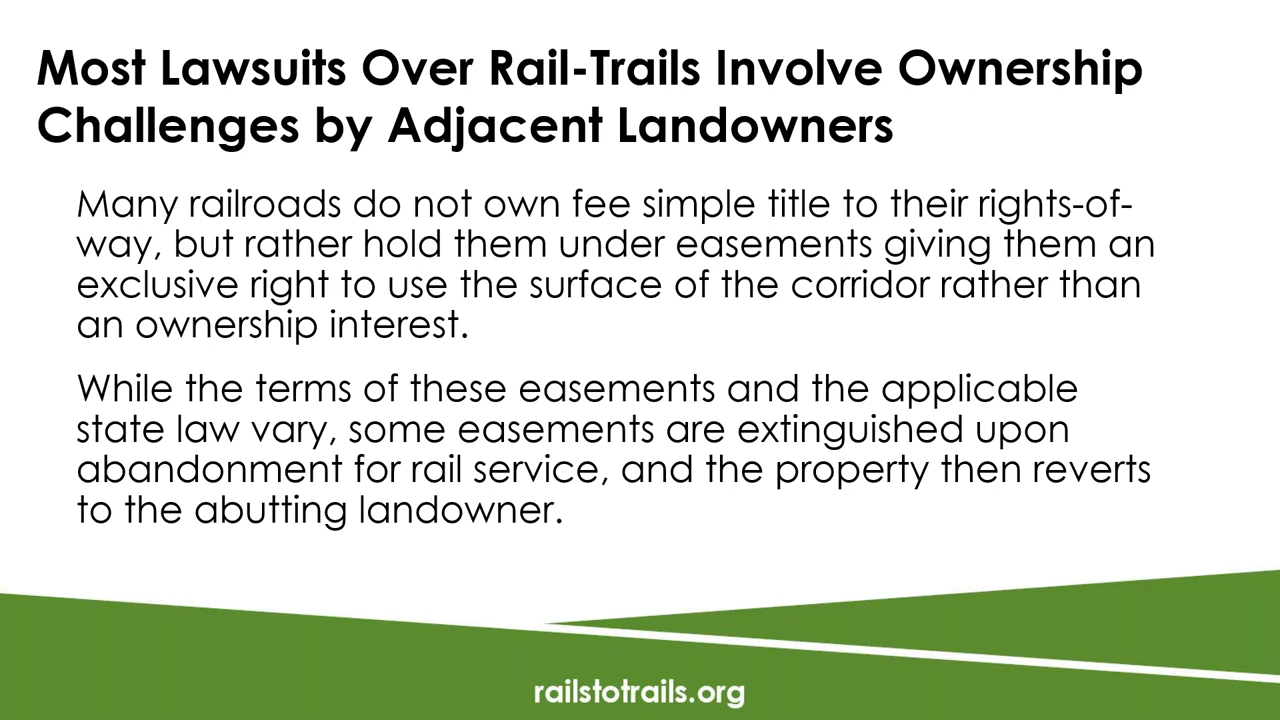 Most Lawsuits Over Rail-Trails Involve Ownership
Challenges by Adjacent Landowners
Many railroads do not own fee simple title to their rights-of-
way, but rather hold them under easements giving them an
exclusive right to use the surface of the corridor rather than
an ownership interest.
While the terms of these easements and the applicable
state law vary, some easements are extinguished upon
abandonment for rail service, and the property then reverts
to the abutting landowner.
railstotrails.org